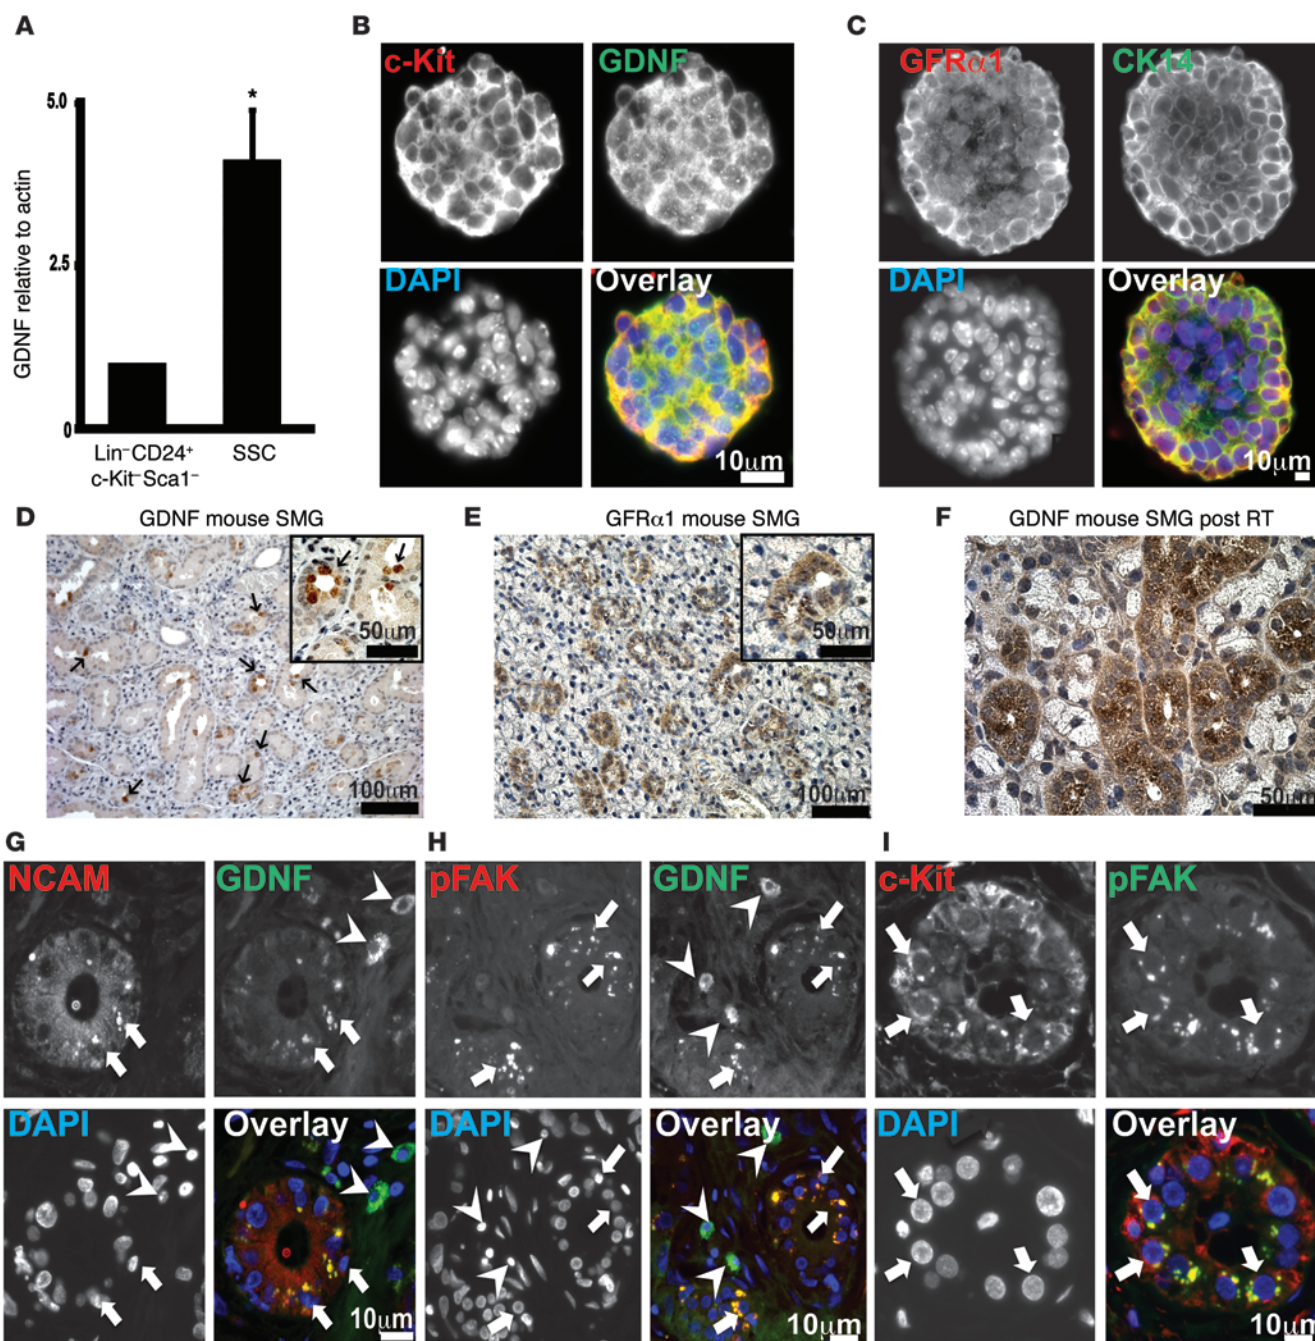 A
5.0
2.5
0
GDNF relative to actin
*
Lin⁻CD24⁺
c-Kit⁻Sca1⁻
SSC
B
c-Kit
GDNF
DAPI
Overlay
10μm
C
GFRα1
CK14
DAPI
Overlay
10μm
D
GDNF mouse SMG
50μm
100μm
E
GFRα1 mouse SMG
50μm
100μm
F
GDNF mouse SMG post RT
50μm
G
NCAM
GDNF
DAPI
Overlay
10μm
H
pFAK
GDNF
DAPI
Overlay
10μm
I
c-Kit
pFAK
DAPI
Overlay
10μm